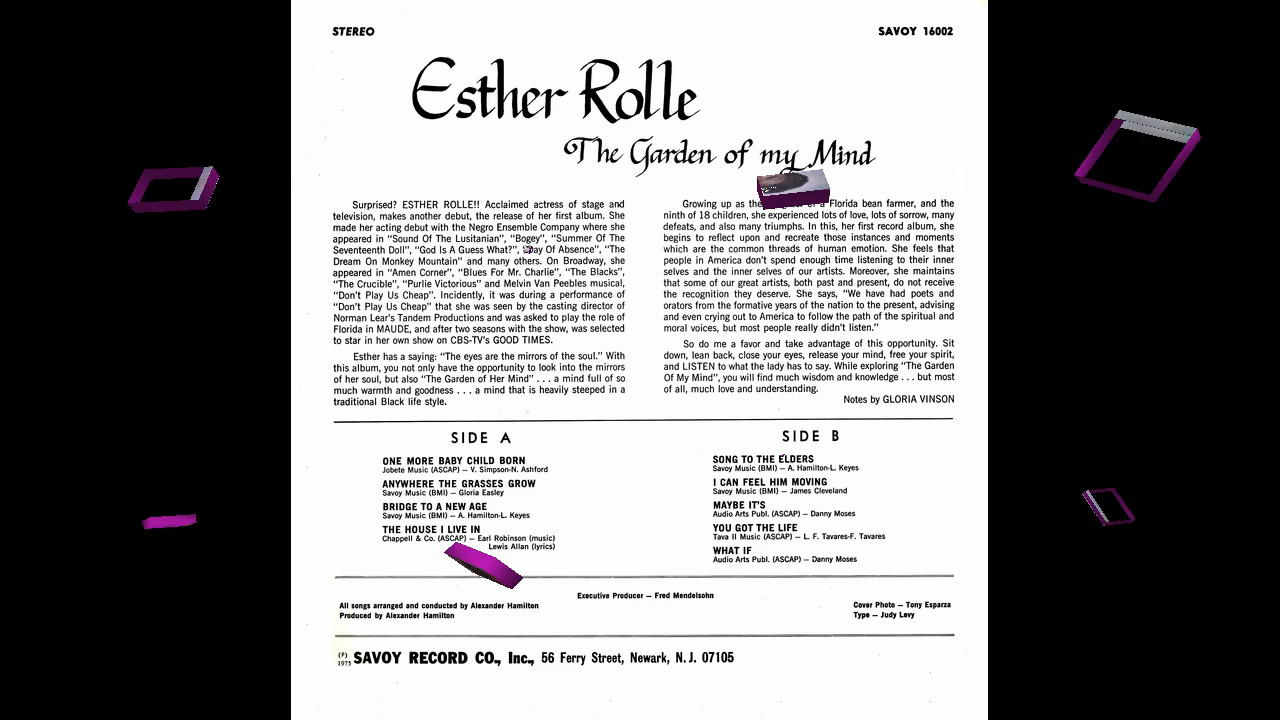 STEREO
SAVOY 16002
Esther Rolle
The Garden of my Mind
Surprised? ESTHER ROLLE!! Acclaimed actress of stage and
television, makes another debut, the release of her first album. She
made her acting debut with the Negro Ensemble Company where she
appeared in “Sound Of The Lusitanian”, “Bogey”, “Summer Of The
Seventeenth Doll”, “God Is A Guess What?”, “Day Of Absence”, “The
Dream On Monkey Mountain” and many others. On Broadway, she
appeared in “Amen Corner”, “Blues For Mr. Charlie”, “The Blacks”,
“The Crucible”, “Purlie Victorious” and Melvin Van Peebles musical,
“Don’t Play Us Cheap”. Incidently, it was during a performance of
“Don’t Play Us Cheap” that she was seen by the casting director of
Norman Lear’s Tandem Productions and was asked to play the role of
Florida in MAUDE, and after two seasons with the show, was selected
to star in her own show on CBS-TV’s GOOD TIMES.
Esther has a saying: “The eyes are the mirrors of the soul.” With
this album, you not only have the opportunity to look into the mirrors
of her soul, but also “The Garden of Her Mind” . . . a mind full of so
much warmth and goodness . . . a mind that is heavily steeped in a
traditional Black life style.
Growing up as the of a Florida bean farmer, and the
ninth of 18 children, she experienced lots of love, lots of sorrow, many
defeats, and also many triumphs. In this, her first record album, she
begins to reflect upon and recreate those instances and moments
which are the common threads of human emotion. She feels that
people in America don’t spend enough time listening to their inner
selves and the inner selves of our artists. Moreover, she maintains
that some of our great artists, both past and present, do not receive
the recognition they deserve. She says, “We have had poets and
orators from the formative years of the nation to the present, advising
and even crying out to America to follow the path of the spiritual and
moral voices, but most people really didn’t listen.”
So do me a favor and take advantage of this opportunity. Sit
down, lean back, close your eyes, release your mind, free your spirit,
and LISTEN to what the lady has to say. While exploring “The Garden
Of My Mind”, you will find much wisdom and knowledge . . . but most
of all, much love and understanding.
Notes by GLORIA VINSON
SIDE A
ONE MORE BABY CHILD BORN
Jobete Music (ASCAP) — V. Simpson-N. Ashford
ANYWHERE THE GRASSES GROW
Savoy Music (BMI) — Gloria Easley
BRIDGE TO A NEW AGE
Savoy Music (BMI) — A. Hamilton-L. Keyes
THE HOUSE I LIVE IN
Chappell & Co. (ASCAP) — Earl Robinson (music)
Lewis Allan (lyrics)
SIDE B
SONG TO THE ELDERS
Savoy Music (BMI) — A. Hamilton-L. Keyes
I CAN FEEL HIM MOVING
Savoy Music (BMI) — James Cleveland
MAYBE IT’S
Audio Arts Publ. (ASCAP) — Danny Moses
YOU GOT THE LIFE
Tava II Music (ASCAP) — L. F. Tavares-F. Tavares
WHAT IF
Audio Arts Publ. (ASCAP) — Danny Moses
Executive Producer — Fred Mendelsohn
All songs arranged and conducted by Alexander Hamilton
Produced by Alexander Hamilton
Cover Photo — Tony Esparza
Type — Judy Levy
(P)
1975
SAVOY RECORD CO., Inc., 56 Ferry Street, Newark, N. J. 07105